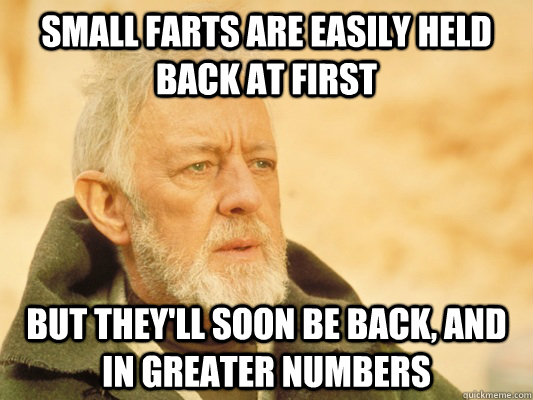 SMALL FARTS ARE EASILY HELD
BACK AT FIRST
BUT THEY'LL SOON BE BACK, AND
IN GREATER NUMBERS
quickmeme.com